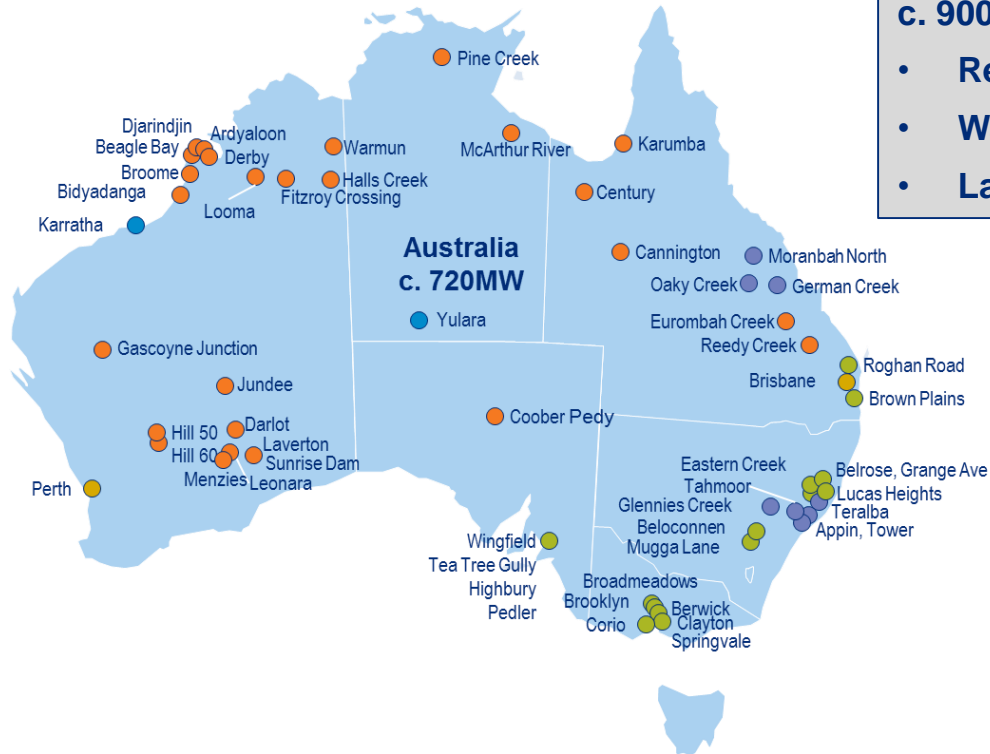 c. 900
• Re
• W
• La
Pine Creek
Djarindjin
Ardyaloon
Beagle Bay
Derby
Broome
Bidyadanga
Looma
Karratha
Warmun
Halls Creek
Fitzroy Crossing
McArthur River
Karumba
Century
Australia
c. 720MW
Yulara
Cannington
Moranbah North
Oaky Creek
German Creek
Eurombah Creek
Reedy Creek
Roghan Road
Brisbane
Brown Plains
Gascoyne Junction
Jundee
Darlot
Hill 50
Hill 60
Laverton
Sunrise Dam
Menzies
Leonara
Perth
Coober Pedy
Eastern Creek
Belrose, Grange Ave
Tahmoor
Lucas Heights
Glennies Creek
Teralba
Beloconnen
Appin, Tower
Mugga Lane
Wingfield
Tea Tree Gully
Highbury
Pedler
Broadmeadows
Brooklyn
Berwick
Corio
Clayton
Springvale